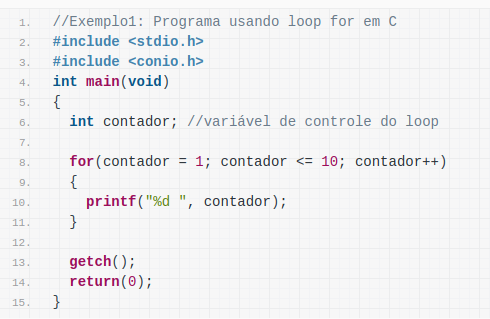 1. //Exemplo1: Programa usando loop for em C
2. #include <stdio.h>
3. #include <conio.h>
4. int main(void)
5. {
6.   int contador; //variável de controle do loop
7.
8.   for(contador = 1; contador <= 10; contador++)
9.   {
10.     printf("%d ", contador);
11.   }
12.
13.   getch();
14.   return(0);
15. }